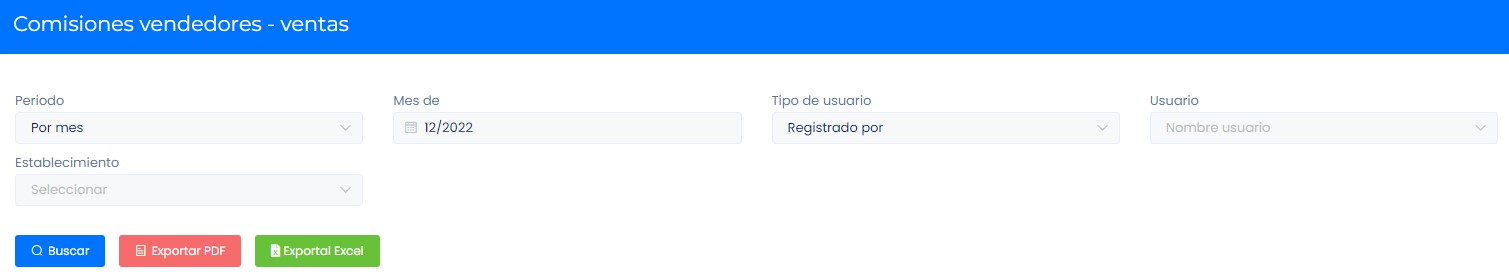 Comisiones vendedores - ventas
Periodo Mes de Tipo de usuario Usuario
Por mes 12/2022 Registrado por Nombre usuario
Establecimiento
Seleccionar
Buscar Exportar PDF Exportal Excel